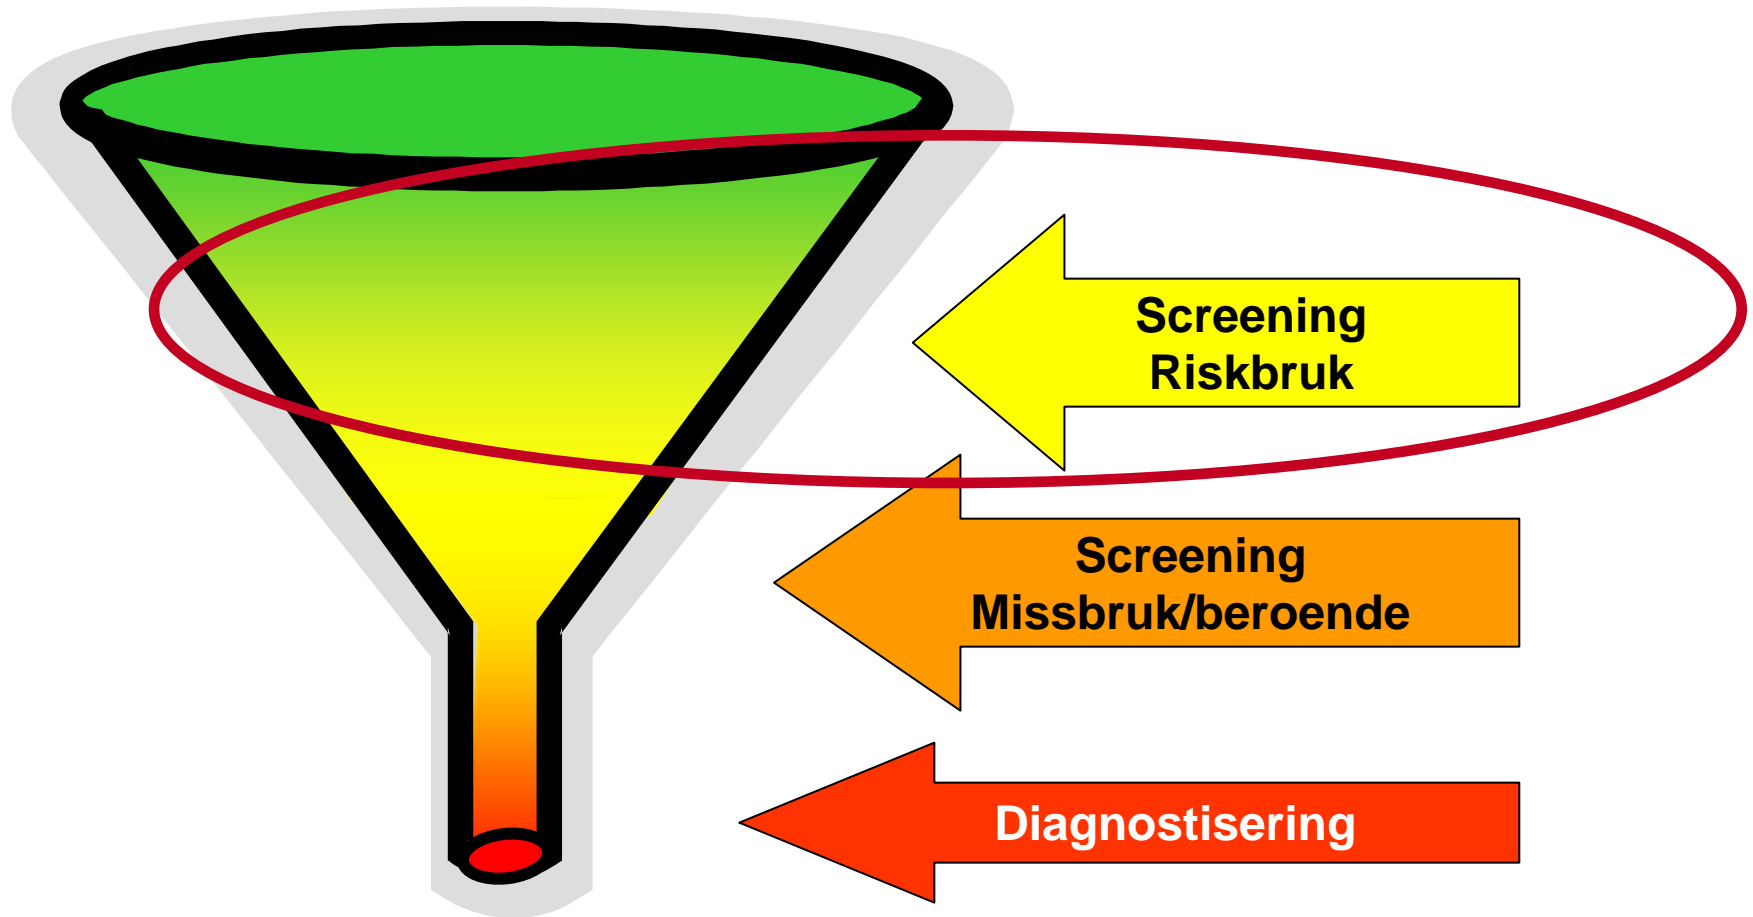 Screening
Riskbruk
Screening
Missbruk/beroende
Diagnostisering